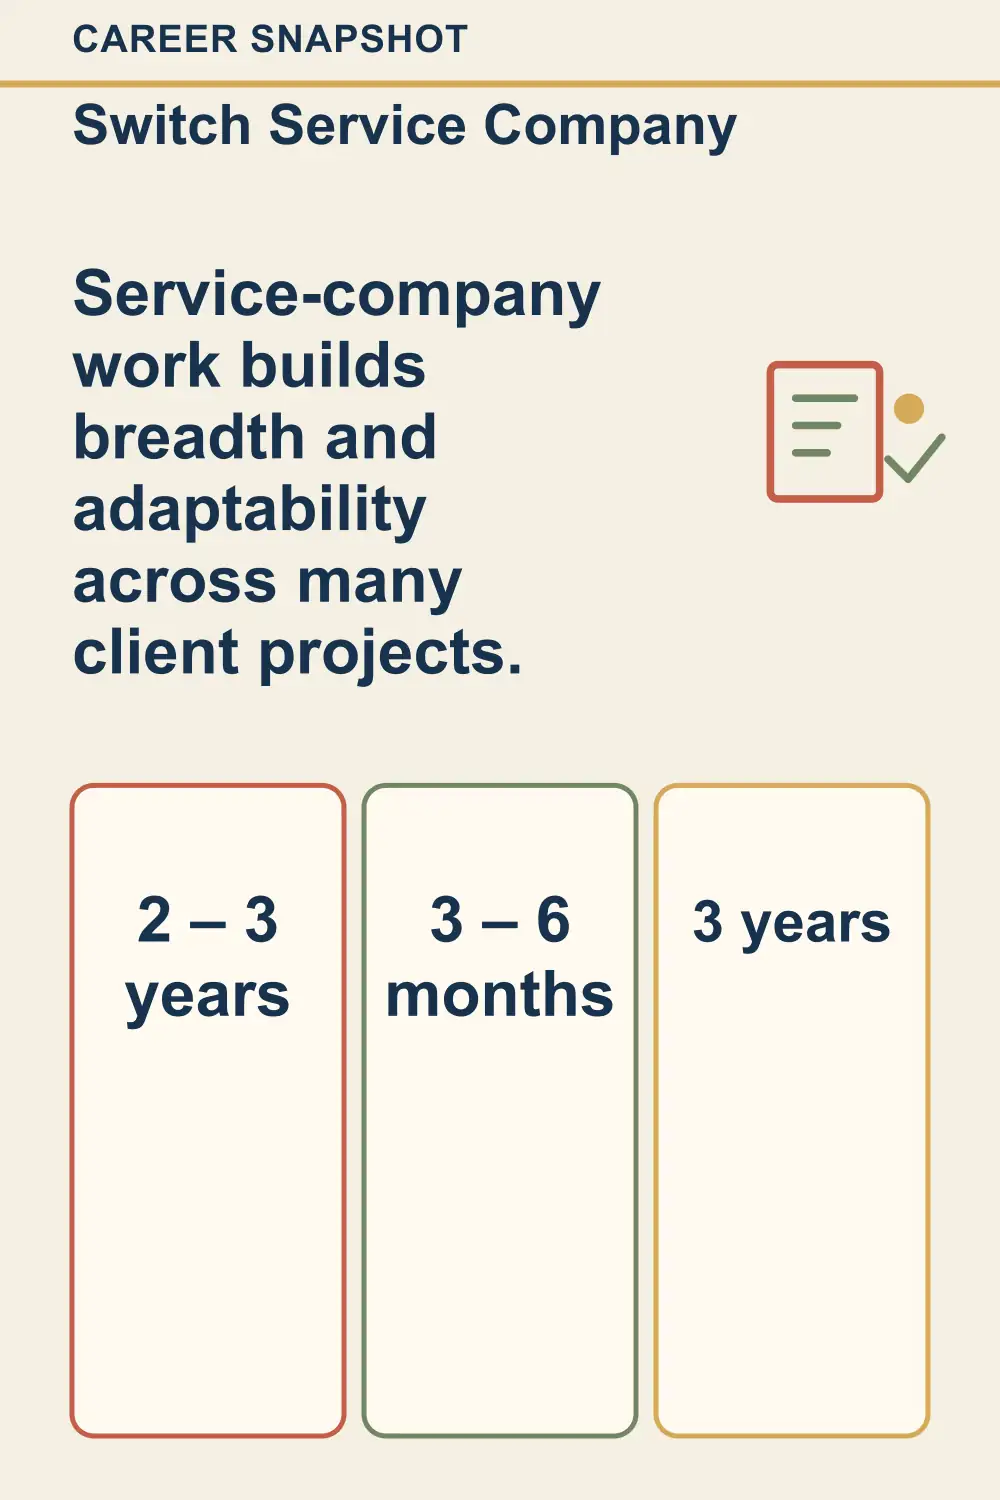 CAREER SNAPSHOT
Switch Service Company
Service-company
work builds
breadth and
adaptability
across many
client projects.
2 – 3
years
3 – 6
months
3 years